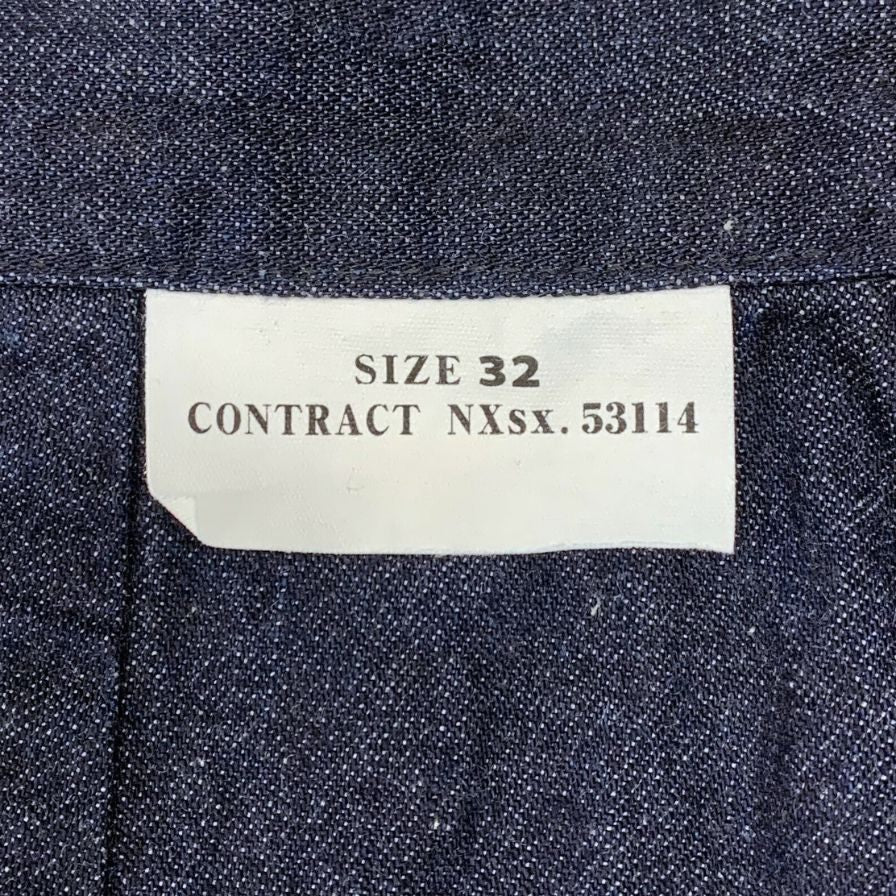 SIZE 32
CONTRACT NXsx. 53114